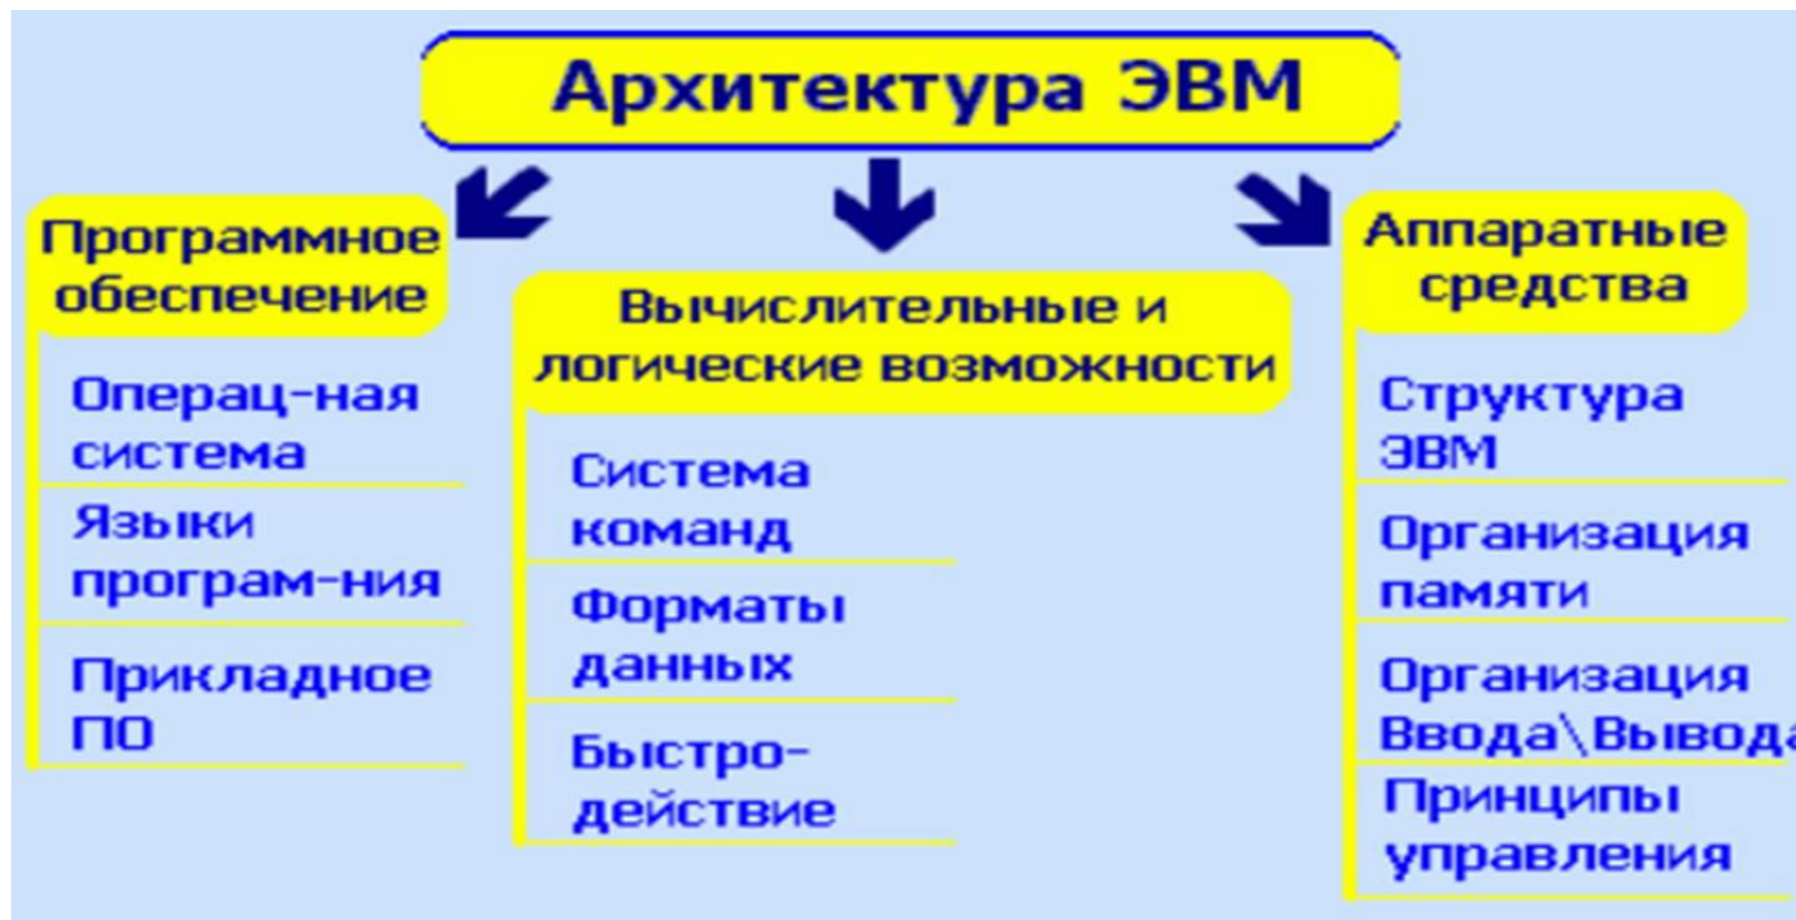 Архитектура ЭВМ
Программное
обеспечение
Операц-ная
система
Языки
програм-ния
Прикладное
ПО
Вычислительные и
логические возможности
Система
команд
Форматы
данных
Быстро-
действие
Аппаратные
средства
Структура
ЭВМ
Организация
памяти
Организация
Ввода\Вывода
Принципы
управления